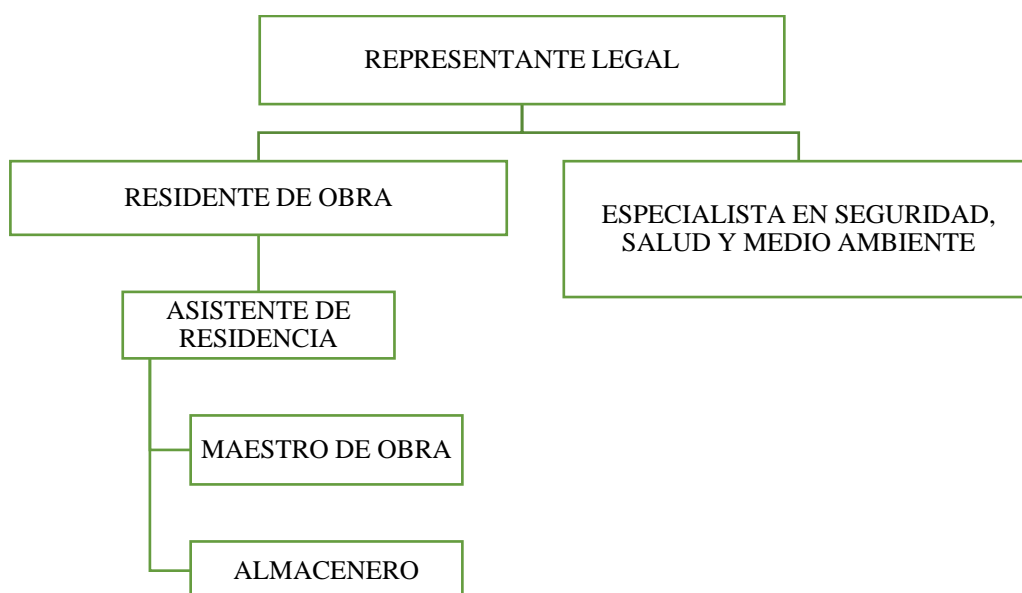 REPRESENTANTE LEGAL
RESIDENTE DE OBRA
ESPECIALISTA EN SEGURIDAD,
SALUD Y MEDIO AMBIENTE
ASISTENTE DE
RESIDENCIA
MAESTRO DE OBRA
ALMACENERO